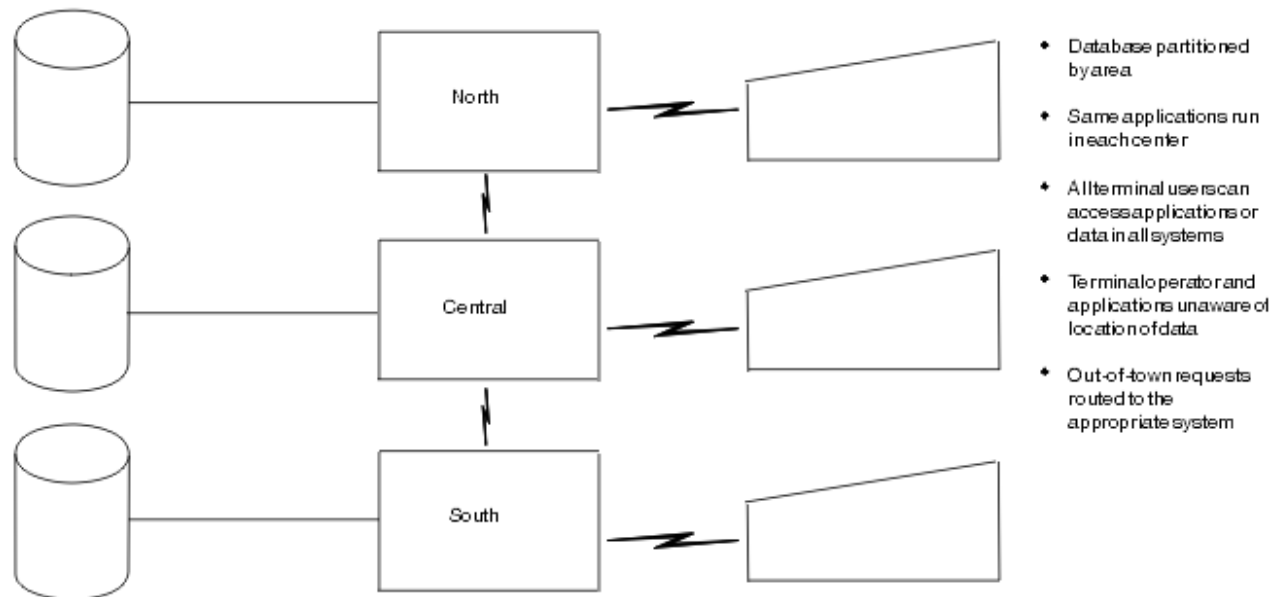 North
Central
South
Database partitioned
by area
Same applications run
in each center
All terminal users can
access applications or
data in all systems
Terminal operator and
applications unaware of
location of data
Out-of-town requests
routed to the
appropriate system